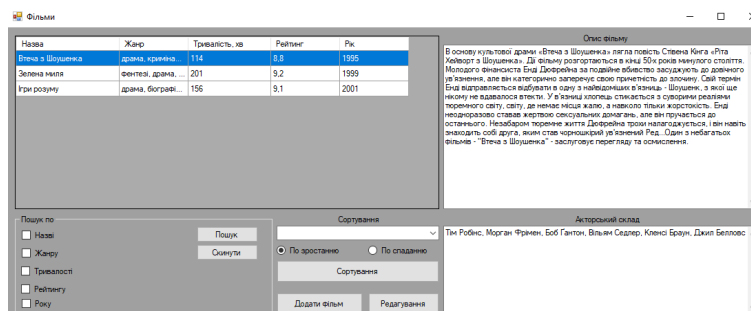 Фільми
Назва Жанр Тривалість, хв Рейтинг Рік
Втеча з Шоушенка драма, криміна... 114 8,8 1995
Зелена миля фентезі, драма, ... 201 9,2 1999
Ігри розуму драма, біографі... 156 9,1 2001
Опис фільму
В основу культової драми «Втеча з Шоушенка» лягла повість Стівена Кінга «Ріта
Хейворт з Шоушенка». Дії фільму розгортаються в кінці 50-х років минулого століття.
Молодого фінансиста Енді Дюфрейна за подвійне вбивство засуджують до довічного
ув'язнення, але він категорично заперечує свою причетність до злочину. Свій термін
Енді відправляється відбувати в одну з найвідоміших в'язниць - Шоушенк, з якої ще
нікому не вдавалося втекти. У в'язниці хлопець стикається з суворими реаліями
тюремного світу, світу, де немає місця жалю, а навколо тільки жорстокість. Енді
неодноразово ставав жертвою сексуальних домагань, але він пручається до
останнього. Незабаром тюремне життя Дюфрейна трохи налагоджується, і він навіть
знаходить собі друга, яким став чорношкірий ув'язнений Ред...Один з небагатьох
фільмів - "Втеча з Шоушенка" - заслуговує перегляду та осмислення.
Пошук по
Назві
Жанру
Тривалості
Рейтингу
Року
Пошук
Скинути
Сортування
По зростанню По спаданню
Сортування
Додати фільм Редагування
Акторський склад
Тім Робінс, Морган Фрімен, Боб Гантон, Вільям Седлер, Кленсі Браун, Джил Белловс